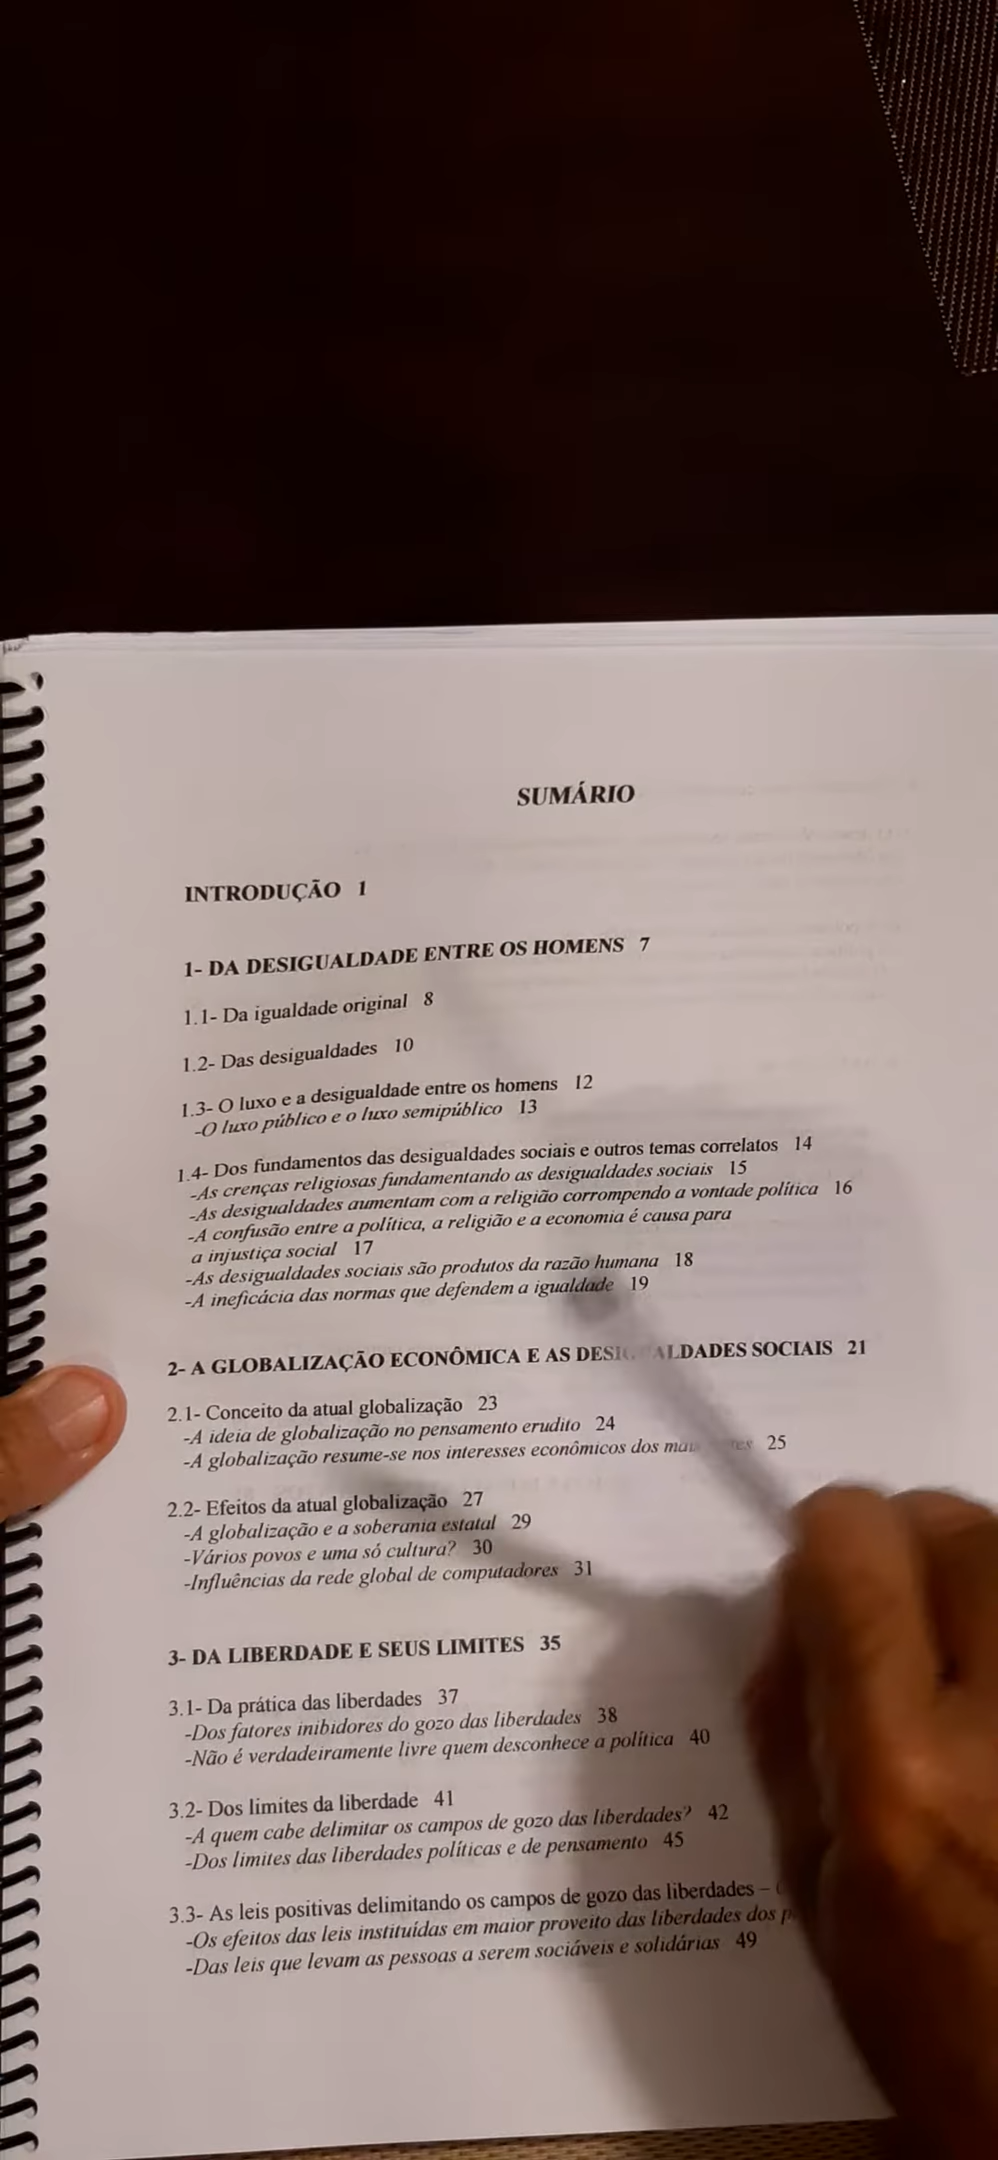 SUMÁRIO
INTRODUÇÃO 1
1- DA DESIGUALDADE ENTRE OS HOMENS 7
1.1- Da igualdade original 8
1.2- Das desigualdades 10
1.3- O luxo e a desigualdade entre os homens 12
-O luxo público e o luxo semipúblico 13
1.4- Dos fundamentos das desigualdades sociais e outros temas correlatos 14
-As crenças religiosas fundamentando as desigualdades sociais 15
-As desigualdades aumentam com a religião corrompendo a vontade política 16
-A confusão entre a política, a religião e a economia é causa para
a injustiça social 17
-As desigualdades sociais são produtos da razão humana 18
-A ineficácia das normas que defendem a igualdade 19
2- A GLOBALIZAÇÃO ECONÔMICA E AS DESIGUALDADES SOCIAIS 21
2.1- Conceito da atual globalização 23
-A ideia de globalização no pensamento erudito 24
-A globalização resume-se nos interesses econômicos dos 25
2.2- Efeitos da atual globalização 27
-A globalização e a soberania estatal 29
-Vários povos e uma só cultura? 30
-Influências da rede global de computadores 31
3- DA LIBERDADE E SEUS LIMITES 35
3.1- Da prática das liberdades 37
-Dos fatores inibidores do gozo das liberdades 38
-Não é verdadeiramente livre quem desconhece a política 40
3.2- Dos limites da liberdade 41
-A quem cabe delimitar os campos de gozo das liberdades? 42
-Dos limites das liberdades políticas e de pensamento 45
3.3- As leis positivas delimitando os campos de gozo das liberdades –
-Os efeitos das leis instituídas em maior proveito das liberdades dos
-Das leis que levam as pessoas a serem sociáveis e solidárias 49